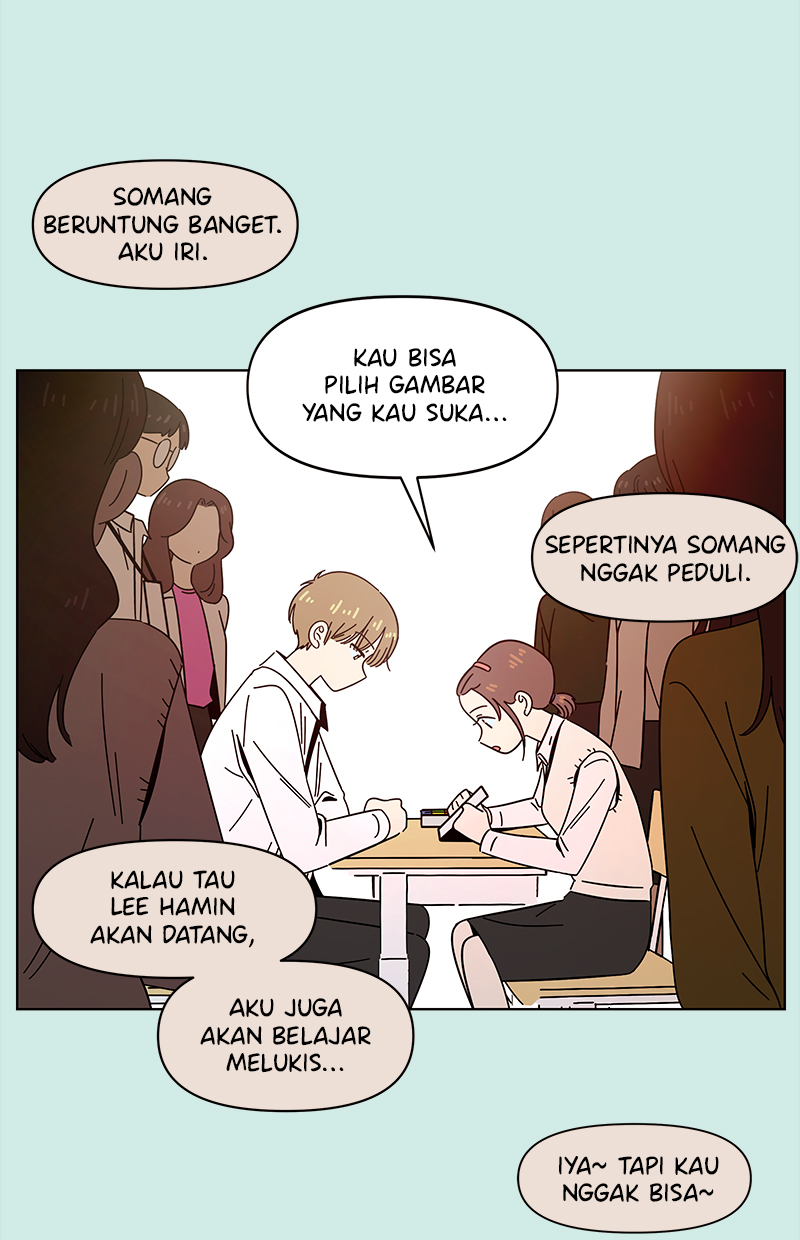 SOMANG
BERUNTUNG BANGET.
AKU IRI.
KAU BISA
PILIH GAMBAR
YANG KAU SUKA...
SEPERTINYA SOMANG
NGGAK PEDULI.
KALAU TAU
LEE HAMIN
AKAN DATANG,
AKU JUGA
AKAN BELAJAR
MELUKIS...
IYA~ TAPI KAU
NGGAK BISA~